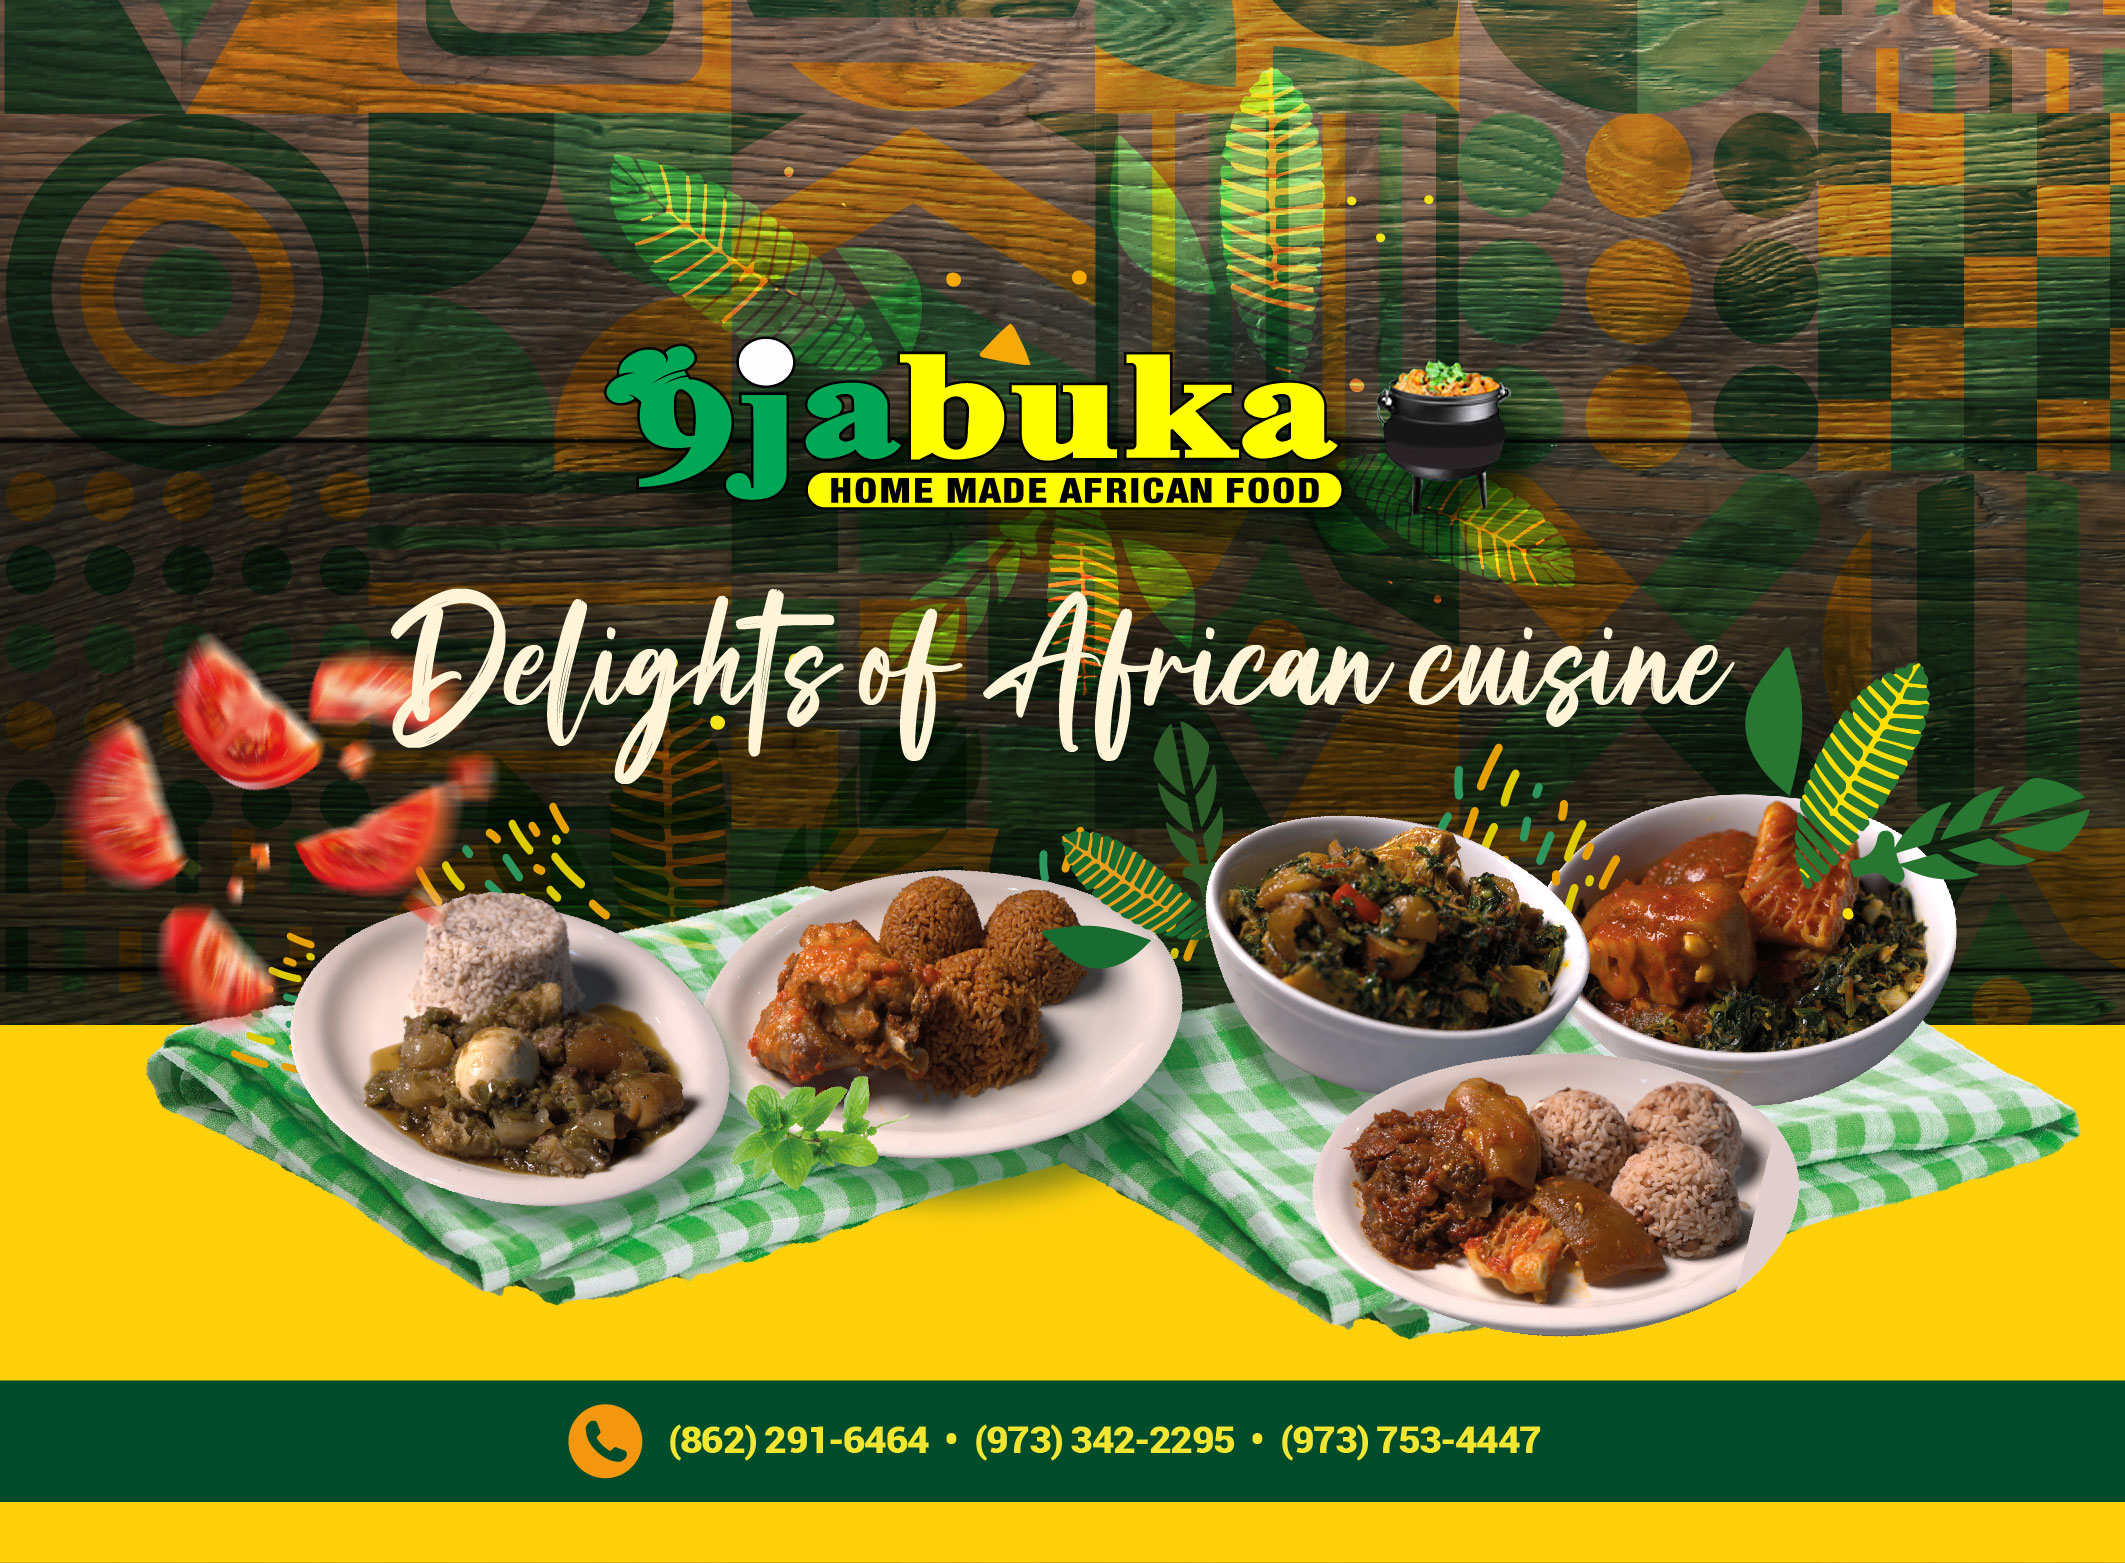 9jabuka
HOME MADE AFRICAN FOOD
Delights of African cuisine
(862) 291-6464 • (973) 342-2295 • (973) 753-4447